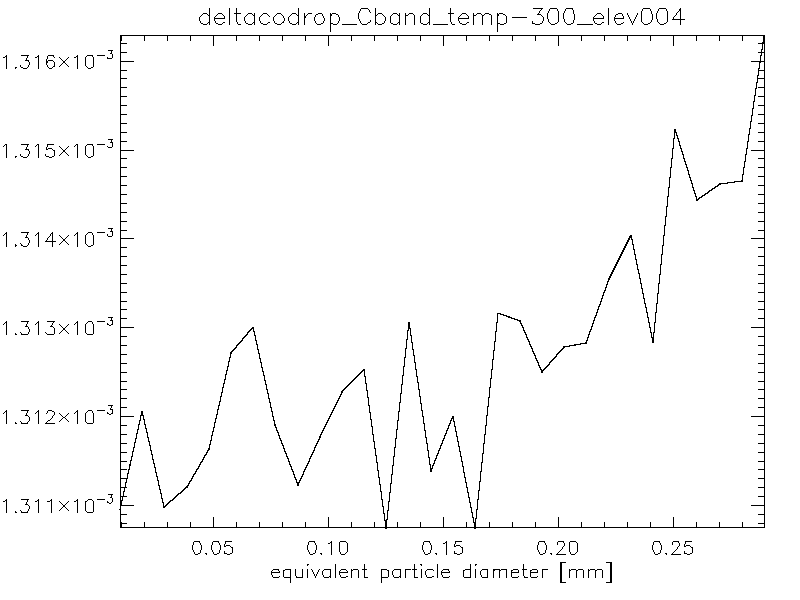 deltacodrop_Cband_temp-300_elev004
1.316×10⁻³
1.315×10⁻³
1.314×10⁻³
1.313×10⁻³
1.312×10⁻³
1.311×10⁻³
0.05 0.10 0.15 0.20 0.25
equivalent particle diameter [mm]